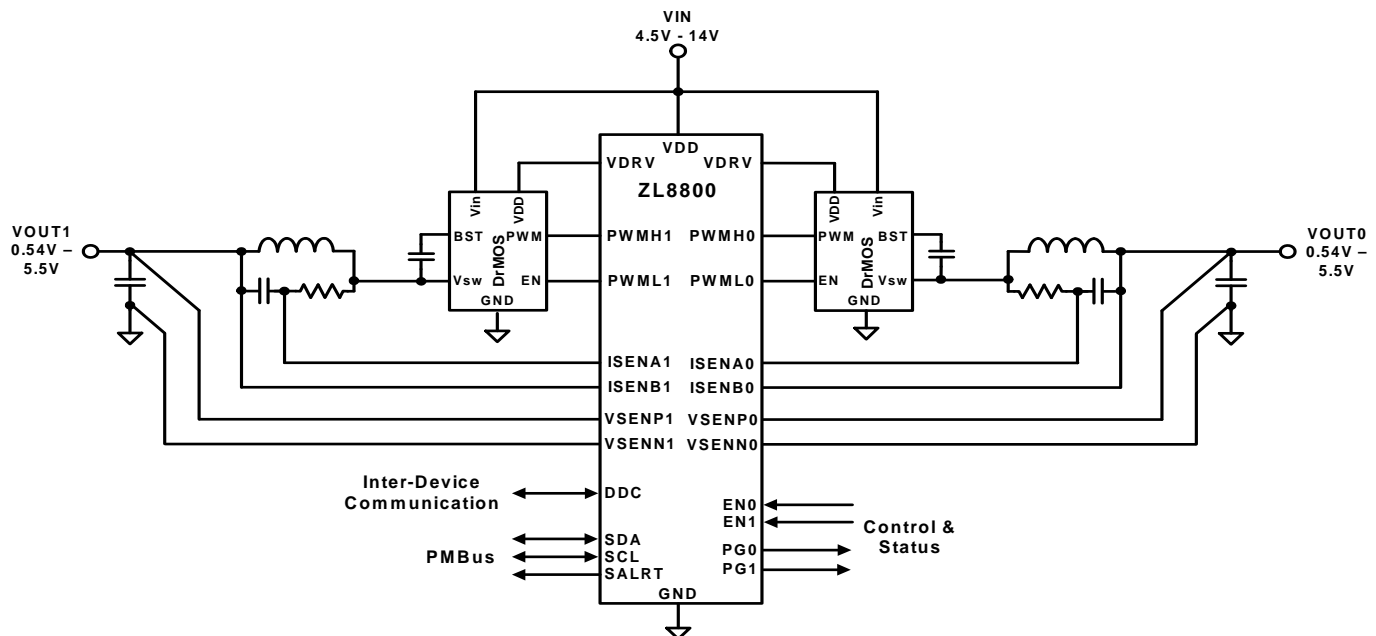 VIN
4.5V - 14V
VDD
VDRV
VDRV
ZL8800
Vin
VDD
BST
PWM
DrMOS
Vsw
EN
GND
PWMH1
PWMH0
PWML1
PWML0
VDD
Vin
PWM
BST
DrMOS
EN
Vsw
GND
VOUT1
0.54V –
5.5V
VOUT0
0.54V –
5.5V
ISENA1
ISENA0
ISENB1
ISENB0
VSENP1
VSENP0
VSENN1
VSENN0
Inter-Device
Communication
DDC
EN0
EN1
Control &
Status
PG0
PG1
PMBus
SDA
SCL
SALRT
GND